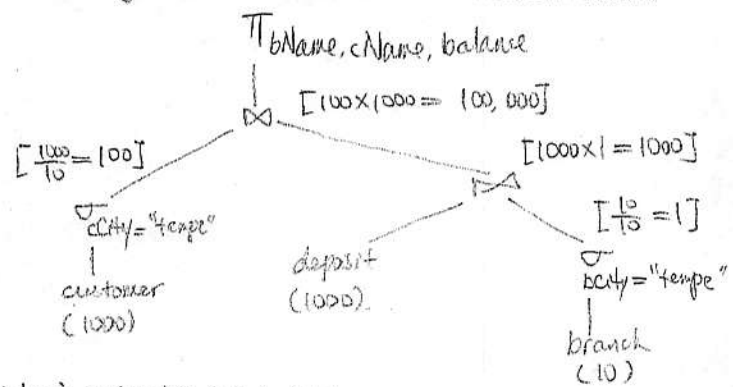 π bName, cName, balance
[100×1000 = 100,000]
⋈
[1000/10 = 100]
[1000×1 = 1000]
⋈
σ cCity="tempe"
[10/10 = 1]
customer
(1000)
deposit
(1000)
σ bCity="tempe"
branch
(10)